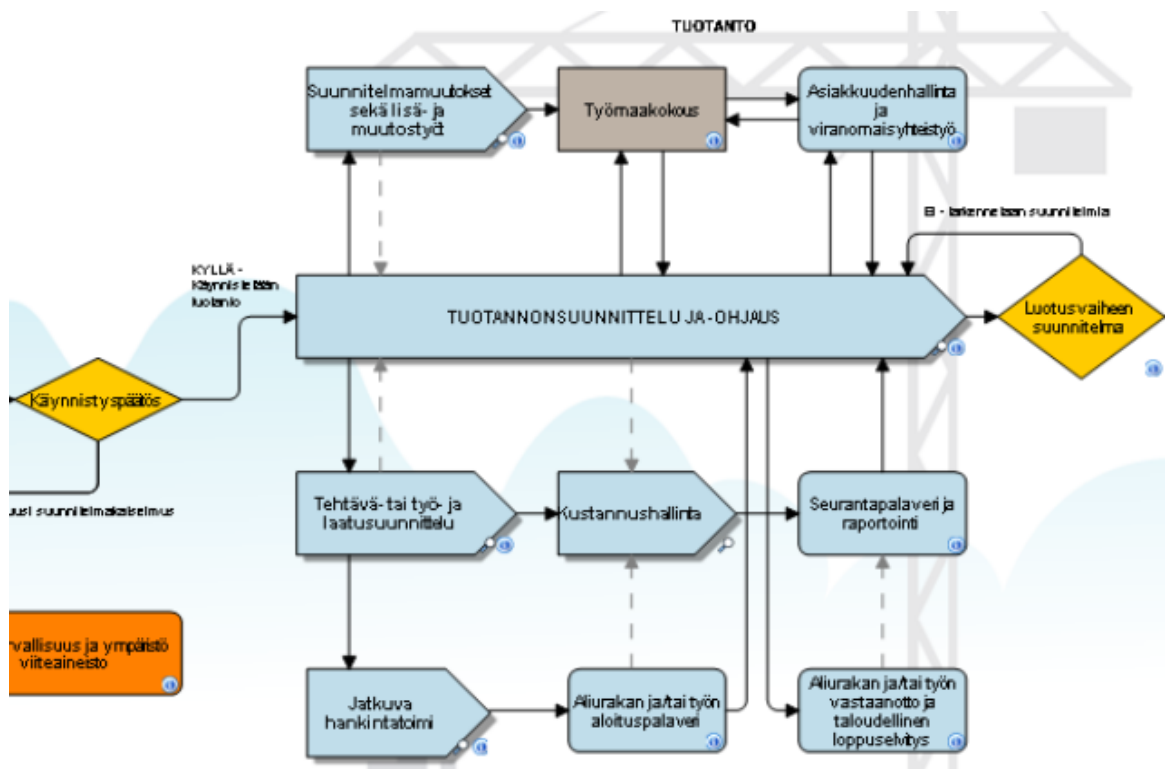 TUOTANTO
Suunnitelmamuutokset
sekä lisä- ja
muutostyöt
Työmaakokous
Asiakkuudenhallinta
ja
viranomaisyhteistyö
EI - tarkennetaan suunnitelmia
KYLLÄ -
Käynnistetään
tuotanto
TUOTANNONSUUNNITTELU JA -OHJAUS
Luotusvaiheen
suunnitelma
Käynnistyspäätös
uusi suunnitelmakatselmus
Tehtävä- tai työ- ja
laatusuunnittelu
Kustannushallinta
Seurantapalaveri ja
raportointi
rvallisuus ja ympäristö
viiteaineisto
Jatkuva
hankintatoimi
Aliurakan ja/tai työn
aloituspalaveri
Aliurakan ja/tai työn
vastaanotto ja
taloudellinen
loppuselvitys